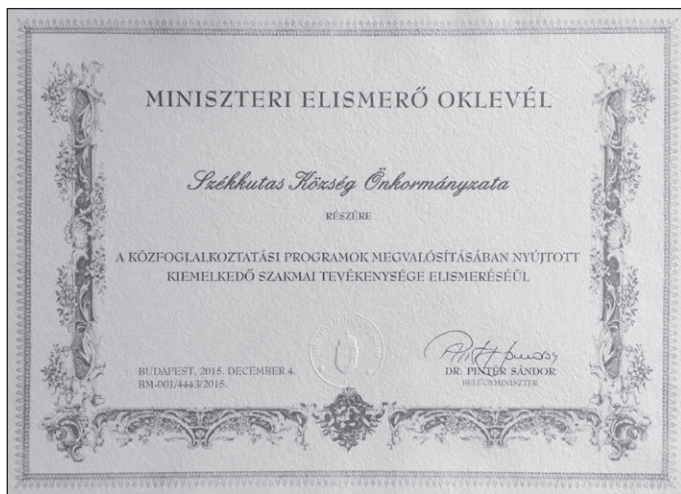 MINISZTERI ELISMERŐ OKLEVÉL
Székkutas Község Önkormányzata
RÉSZÉRE
A KÖZFOGLALKOZTATÁSI PROGRAMOK MEGVALÓSÍTÁSÁBAN NYÚJTOTT
KIEMELKEDŐ SZAKMAI TEVÉKENYSÉGE ELISMERÉSÉÜL
BUDAPEST, 2015. DECEMBER 4.
BM-001/4443/2015.
DR. PINTÉR SÁNDOR
BELÜGYMINISZTER